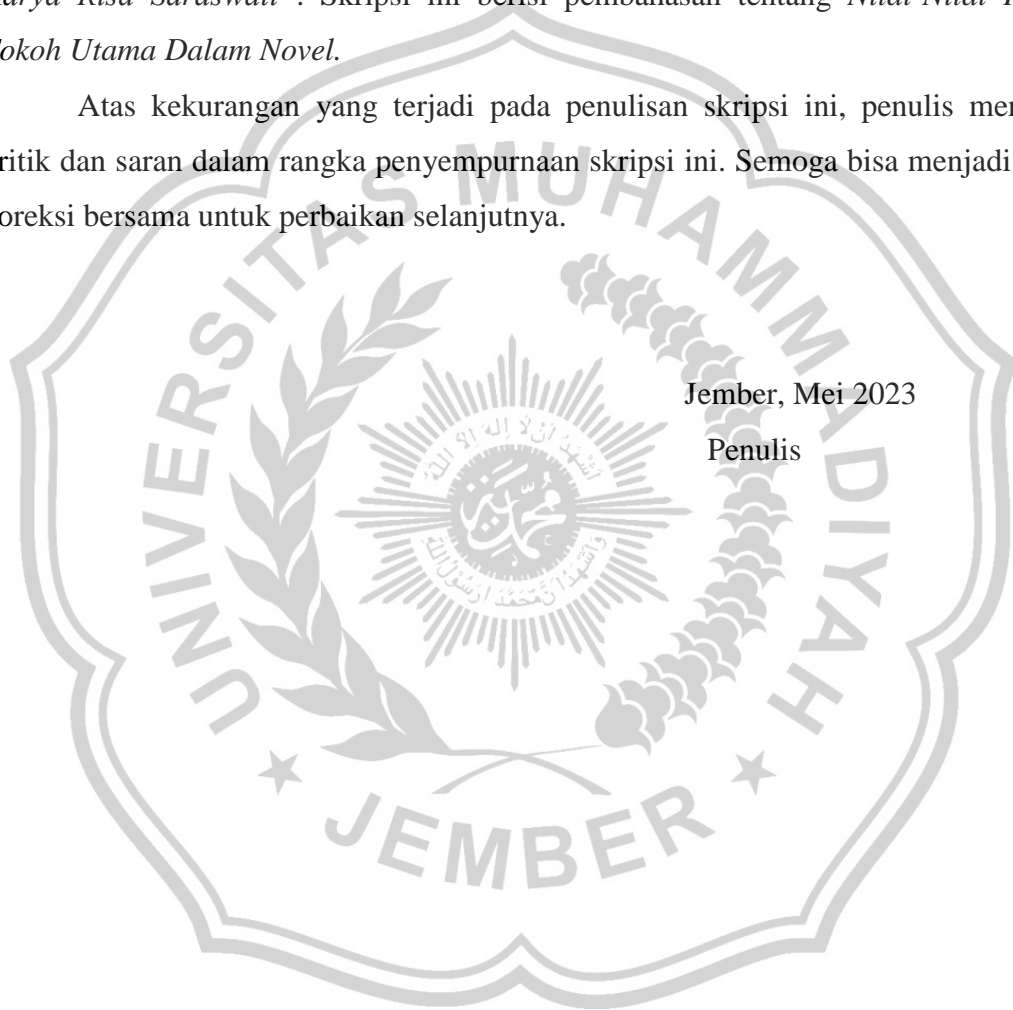 Risa Saraswati". Skripsi ini berisi pembahasan tentang Nilai-Nilai
Tokoh Utama Dalam Novel.
Atas kekurangan yang terjadi pada penulisan skripsi ini, penulis
ritik dan saran dalam rangka penyempurnaan skripsi ini. Semoga bisa menjadi
oreksi bersama untuk perbaikan selanjutnya.
Jember, Mei 2023
Penulis
UNIVERSITAS MUHAMMADIYAH
JEMBER
محمد